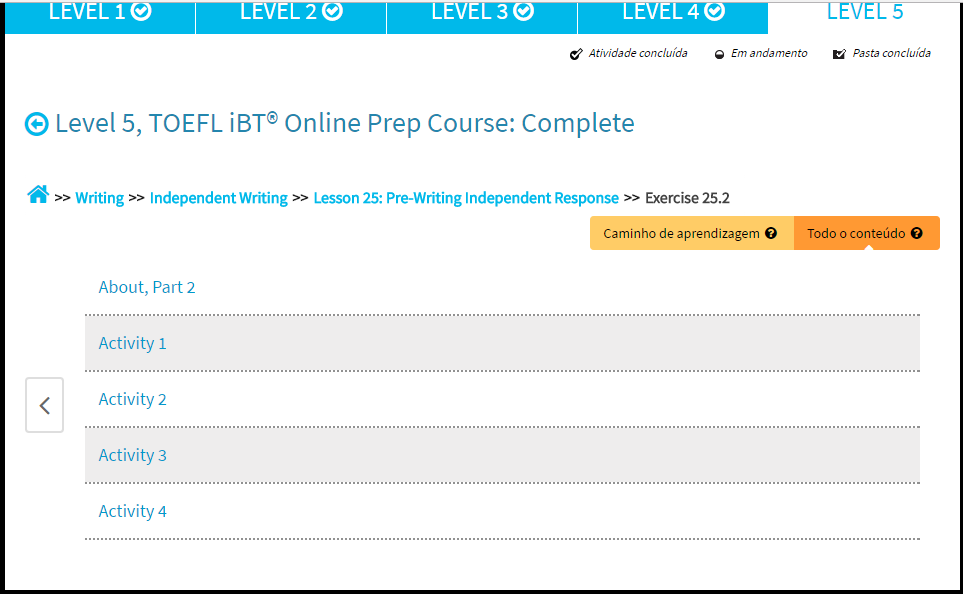 LEVEL 1 LEVEL 2 LEVEL 3 LEVEL 4 LEVEL 5
Atividade concluída Em andamento Pasta concluída
Level 5, TOEFL iBT® Online Prep Course: Complete
>> Writing >> Independent Writing >> Lesson 25: Pre-Writing Independent Response >> Exercise 25.2
Caminho de aprendizagem ? Todo o conteúdo ?
About, Part 2
Activity 1
Activity 2
Activity 3
Activity 4